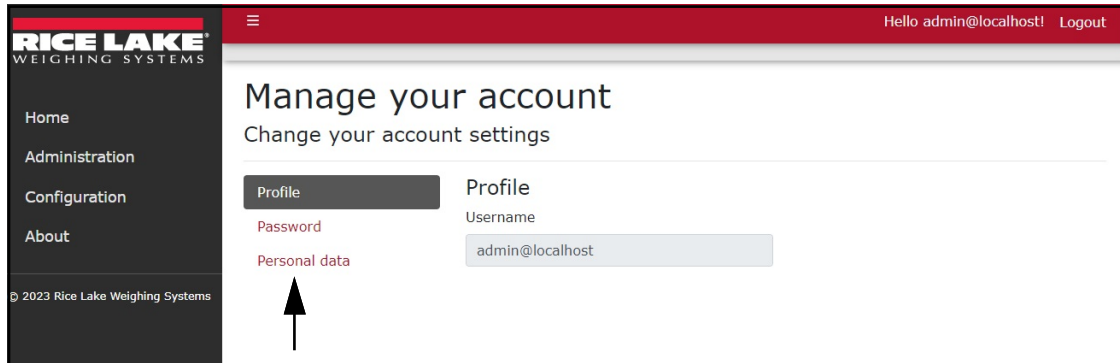 RICE LAKE®
WEIGHING SYSTEMS
Home
Administration
Configuration
About
© 2023 Rice Lake Weighing Systems
Hello admin@localhost! Logout
Manage your account
Change your account settings
Profile
Password
Personal data
Profile
Username
admin@localhost